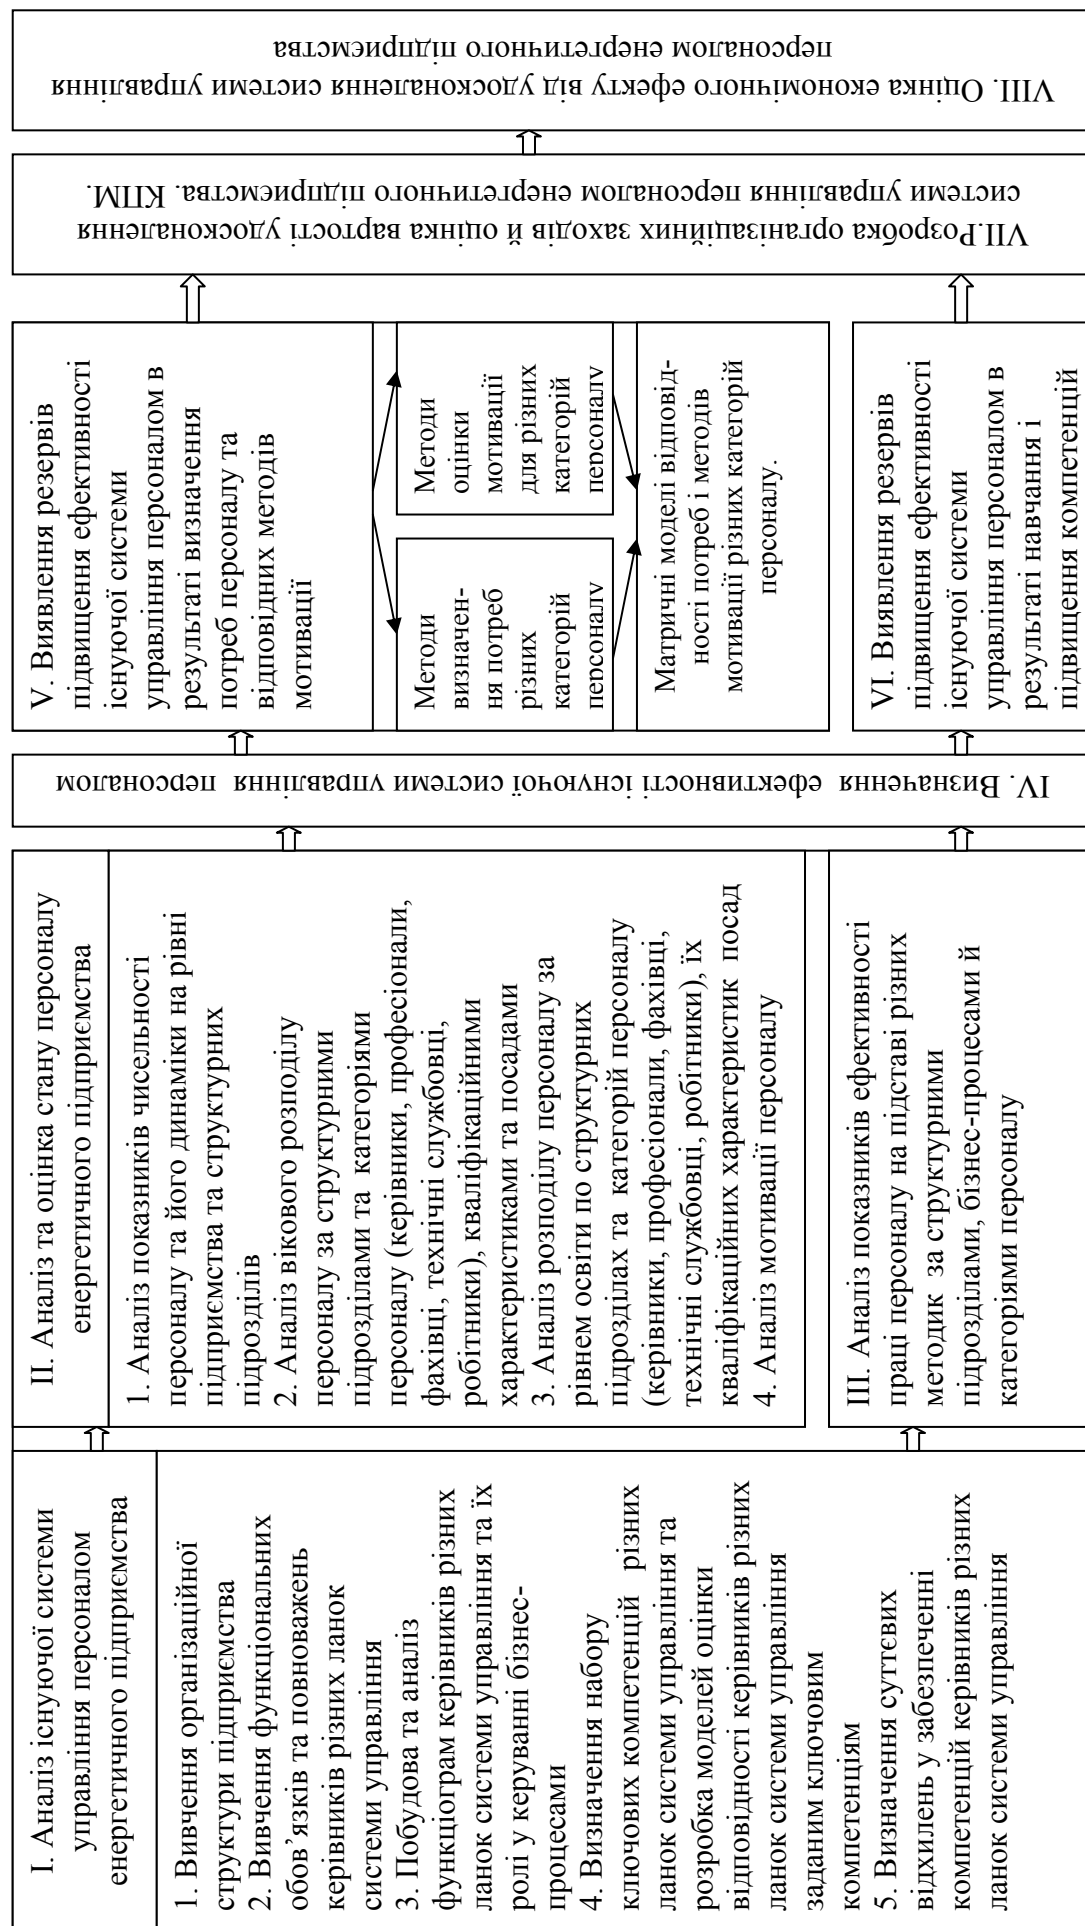 І. Аналіз існуючої системи
управління персоналом
енергетичного підприємства
1. Вивчення організаційної
структури підприємства
2. Вивчення функціональних
обов’язків та повноважень
керівників різних ланок
системи управління
3. Побудова та аналіз
функціограм керівників різних
ланок системи управління та їх
ролі у керуванні бізнес-
процесами
4. Визначення набору
ключових компетенцій різних
ланок системи управління та
розробка моделей оцінки
відповідності керівників різних
ланок системи управління
заданим ключовим
компетенціям
5. Визначення суттєвих
відхилень у забезпеченні
компетенцій керівників різних
ланок системи управління
ІІ. Аналіз та оцінка стану персоналу
енергетичного підприємства
1. Аналіз показників чисельності
персоналу та його динаміки на рівні
підприємства та структурних
підрозділів
2. Аналіз вікового розподілу
персоналу за структурними
підрозділами та категоріями
персоналу (керівники, професіонали,
фахівці, технічні службовці,
робітники), кваліфікаційними
характеристиками та посадами
3. Аналіз розподілу персоналу за
рівнем освіти по структурних
підрозділах та категорій персоналу
(керівники, професіонали, фахівці,
технічні службовці, робітники), їх
кваліфікаційних характеристик посад
4. Аналіз мотивації персоналу
ІІІ. Аналіз показників ефективності
праці персоналу на підставі різних
методик за структурними
підрозділами, бізнес-процесами й
категоріями персоналу
IV. Визначення ефективності існуючої системи управління персоналом
V. Виявлення резервів
підвищення ефективності
існуючої системи
управління персоналом в
результаті визначення
потреб персоналу та
відповідних методів
мотивації
Методи
визначен-
ня потреб
різних
категорій
персоналу
Методи
оцінки
мотивації
для різних
категорій
персоналу
Матричні моделі відповід-
ності потреб і методів
мотивації різних категорій
персоналу.
VI. Виявлення резервів
підвищення ефективності
існуючої системи
управління персоналом в
результаті навчання і
підвищення компетенцій
VII.Розробка організаційних заходів й оцінка вартості удосконалення
системи управління персоналом енергетичного підприємства. КПМ.
VIII. Оцінка економічного ефекту від удосконалення системи управління
персоналом енергетичного підприємства